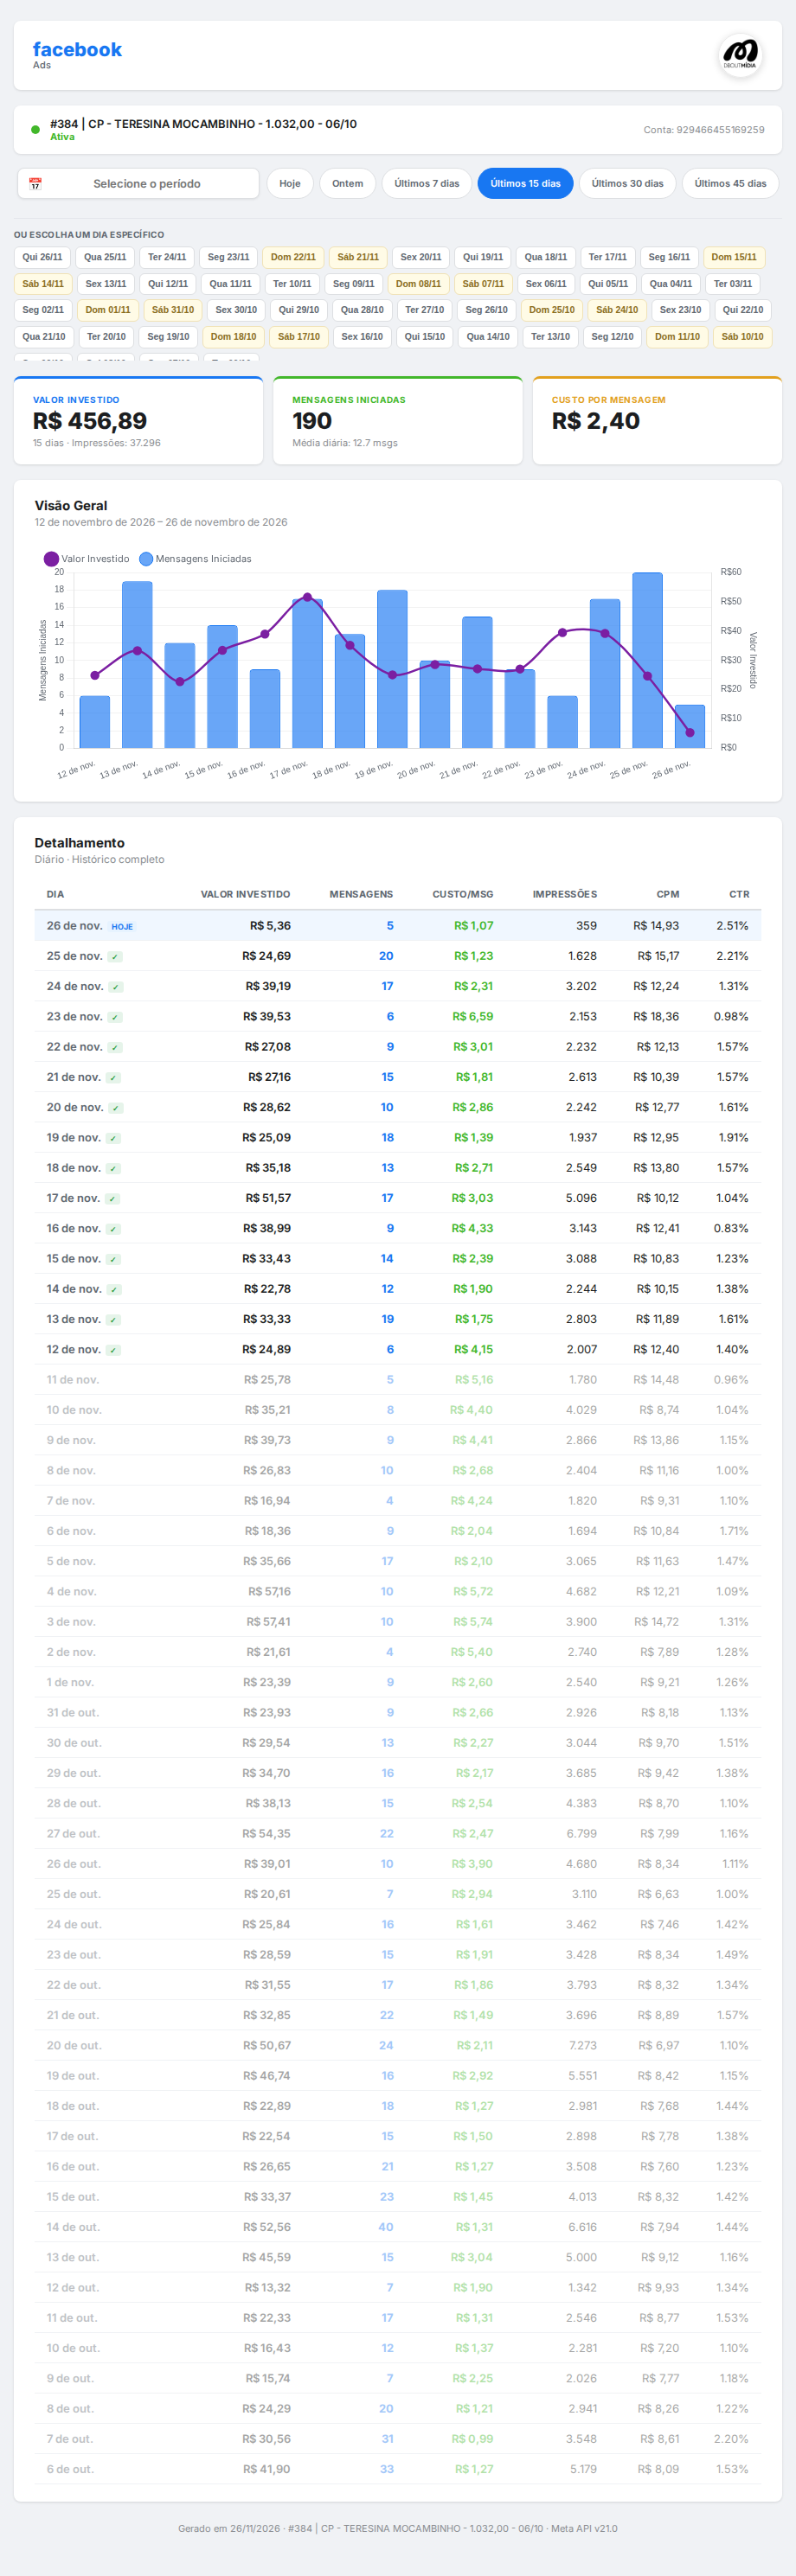 facebook
Ads
DBOUTMÍDIA
#384 | CP - TERESINA MOCAMBINHO - 1.032,00 - 06/10
Ativa
Conta: 929466455169259
Selecione o período
Hoje Ontem Últimos 7 dias Últimos 15 dias Últimos 30 dias Últimos 45 dias
OU ESCOLHA UM DIA ESPECÍFICO
Qui 26/11 Qua 25/11 Ter 24/11 Seg 23/11 Dom 22/11 Sáb 21/11 Sex 20/11 Qui 19/11 Qua 18/11 Ter 17/11 Seg 16/11 Dom 15/11
Sáb 14/11 Sex 13/11 Qui 12/11 Qua 11/11 Ter 10/11 Seg 09/11 Dom 08/11 Sáb 07/11 Sex 06/11 Qui 05/11 Qua 04/11 Ter 03/11
Seg 02/11 Dom 01/11 Sáb 31/10 Sex 30/10 Qui 29/10 Qua 28/10 Ter 27/10 Seg 26/10 Dom 25/10 Sáb 24/10 Sex 23/10 Qui 22/10
Qua 21/10 Ter 20/10 Seg 19/10 Dom 18/10 Sáb 17/10 Sex 16/10 Qui 15/10 Qua 14/10 Ter 13/10 Seg 12/10 Dom 11/10 Sáb 10/10
VALOR INVESTIDO
R$ 456,89
15 dias · Impressões: 37.296
MENSAGENS INICIADAS
190
Média diária: 12.7 msgs
CUSTO POR MENSAGEM
R$ 2,40
Visão Geral
12 de novembro de 2026 – 26 de novembro de 2026
Valor Investido Mensagens Iniciadas
Mensagens Iniciadas
20
18
16
14
12
10
8
6
4
2
0
R$60
R$50
R$40
R$30
R$20
R$10
R$0
Valor Investido
12 de nov. 13 de nov. 14 de nov. 15 de nov. 16 de nov. 17 de nov. 18 de nov. 19 de nov. 20 de nov. 21 de nov. 22 de nov. 23 de nov. 24 de nov. 25 de nov. 26 de nov.
Detalhamento
Diário · Histórico completo
DIA VALOR INVESTIDO MENSAGENS CUSTO/MSG IMPRESSÕES CPM CTR
26 de nov. HOJE R$ 5,36 5 R$ 1,07 359 R$ 14,93 2.51%
25 de nov. ✓ R$ 24,69 20 R$ 1,23 1.628 R$ 15,17 2.21%
24 de nov. ✓ R$ 39,19 17 R$ 2,31 3.202 R$ 12,24 1.31%
23 de nov. ✓ R$ 39,53 6 R$ 6,59 2.153 R$ 18,36 0.98%
22 de nov. ✓ R$ 27,08 9 R$ 3,01 2.232 R$ 12,13 1.57%
21 de nov. ✓ R$ 27,16 15 R$ 1,81 2.613 R$ 10,39 1.57%
20 de nov. ✓ R$ 28,62 10 R$ 2,86 2.242 R$ 12,77 1.61%
19 de nov. ✓ R$ 25,09 18 R$ 1,39 1.937 R$ 12,95 1.91%
18 de nov. ✓ R$ 35,18 13 R$ 2,71 2.549 R$ 13,80 1.57%
17 de nov. ✓ R$ 51,57 17 R$ 3,03 5.096 R$ 10,12 1.04%
16 de nov. ✓ R$ 38,99 9 R$ 4,33 3.143 R$ 12,41 0.83%
15 de nov. ✓ R$ 33,43 14 R$ 2,39 3.088 R$ 10,83 1.23%
14 de nov. ✓ R$ 22,78 12 R$ 1,90 2.244 R$ 10,15 1.38%
13 de nov. ✓ R$ 33,33 19 R$ 1,75 2.803 R$ 11,89 1.61%
12 de nov. ✓ R$ 24,89 6 R$ 4,15 2.007 R$ 12,40 1.40%
11 de nov. R$ 25,78 5 R$ 5,16 1.780 R$ 14,48 0.96%
10 de nov. R$ 35,21 8 R$ 4,40 4.029 R$ 8,74 1.04%
9 de nov. R$ 39,73 9 R$ 4,41 2.866 R$ 13,86 1.15%
8 de nov. R$ 26,83 10 R$ 2,68 2.404 R$ 11,16 1.00%
7 de nov. R$ 16,94 4 R$ 4,24 1.820 R$ 9,31 1.10%
6 de nov. R$ 18,36 9 R$ 2,04 1.694 R$ 10,84 1.71%
5 de nov. R$ 35,66 17 R$ 2,10 3.065 R$ 11,63 1.47%
4 de nov. R$ 57,16 10 R$ 5,72 4.682 R$ 12,21 1.09%
3 de nov. R$ 57,41 10 R$ 5,74 3.900 R$ 14,72 1.31%
2 de nov. R$ 21,61 4 R$ 5,40 2.740 R$ 7,89 1.28%
1 de nov. R$ 23,39 9 R$ 2,60 2.540 R$ 9,21 1.26%
31 de out. R$ 23,93 9 R$ 2,66 2.926 R$ 8,18 1.13%
30 de out. R$ 29,54 13 R$ 2,27 3.044 R$ 9,70 1.51%
29 de out. R$ 34,70 16 R$ 2,17 3.685 R$ 9,42 1.38%
28 de out. R$ 38,13 15 R$ 2,54 4.383 R$ 8,70 1.10%
27 de out. R$ 54,35 22 R$ 2,47 6.799 R$ 7,99 1.16%
26 de out. R$ 39,01 10 R$ 3,90 4.680 R$ 8,34 1.11%
25 de out. R$ 20,61 7 R$ 2,94 3.110 R$ 6,63 1.00%
24 de out. R$ 25,84 16 R$ 1,61 3.462 R$ 7,46 1.42%
23 de out. R$ 28,59 15 R$ 1,91 3.428 R$ 8,34 1.49%
22 de out. R$ 31,55 17 R$ 1,86 3.793 R$ 8,32 1.34%
21 de out. R$ 32,85 22 R$ 1,49 3.696 R$ 8,89 1.57%
20 de out. R$ 50,67 24 R$ 2,11 7.273 R$ 6,97 1.10%
19 de out. R$ 46,74 16 R$ 2,92 5.551 R$ 8,42 1.15%
18 de out. R$ 22,89 18 R$ 1,27 2.981 R$ 7,68 1.44%
17 de out. R$ 22,54 15 R$ 1,50 2.898 R$ 7,78 1.38%
16 de out. R$ 26,65 21 R$ 1,27 3.508 R$ 7,60 1.23%
15 de out. R$ 33,37 23 R$ 1,45 4.013 R$ 8,32 1.42%
14 de out. R$ 52,56 40 R$ 1,31 6.616 R$ 7,94 1.44%
13 de out. R$ 45,59 15 R$ 3,04 5.000 R$ 9,12 1.16%
12 de out. R$ 13,32 7 R$ 1,90 1.342 R$ 9,93 1.34%
11 de out. R$ 22,33 17 R$ 1,31 2.546 R$ 8,77 1.53%
10 de out. R$ 16,43 12 R$ 1,37 2.281 R$ 7,20 1.10%
9 de out. R$ 15,74 7 R$ 2,25 2.026 R$ 7,77 1.18%
8 de out. R$ 24,29 20 R$ 1,21 2.941 R$ 8,26 1.22%
7 de out. R$ 30,56 31 R$ 0,99 3.548 R$ 8,61 2.20%
6 de out. R$ 41,90 33 R$ 1,27 5.179 R$ 8,09 1.53%
Gerado em 26/11/2026 · #384 | CP - TERESINA MOCAMBINHO - 1.032,00 - 06/10 · Meta API v21.0